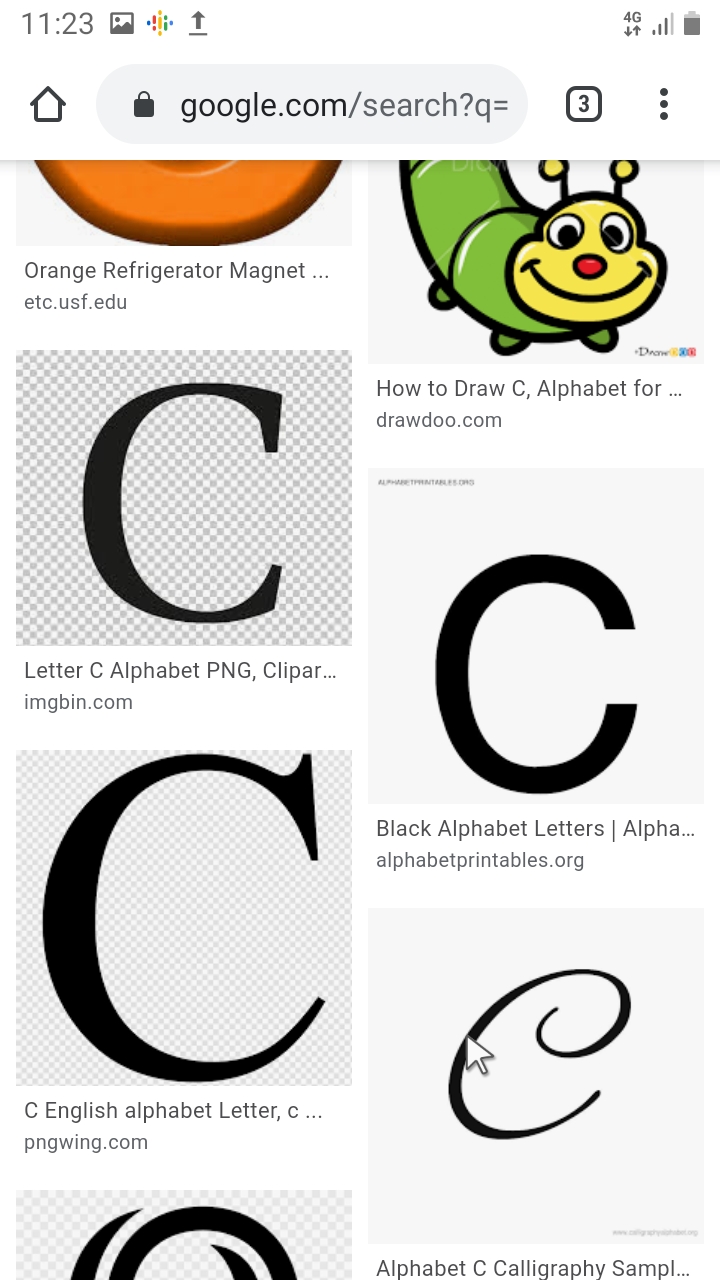 11:23
4G
google.com/search?q=
3
Orange Refrigerator Magnet ...
etc.usf.edu
DrawDOO
How to Draw C, Alphabet for ...
drawdoo.com
C
Letter C Alphabet PNG, Clipar...
imgbin.com
ALPHABETPRINTABLES.ORG
C
Black Alphabet Letters | Alpha...
alphabetprintables.org
C
C English alphabet Letter, c ...
pngwing.com
C
www.calligraphyalphabet.org
Alphabet C Calligraphy Sampl...